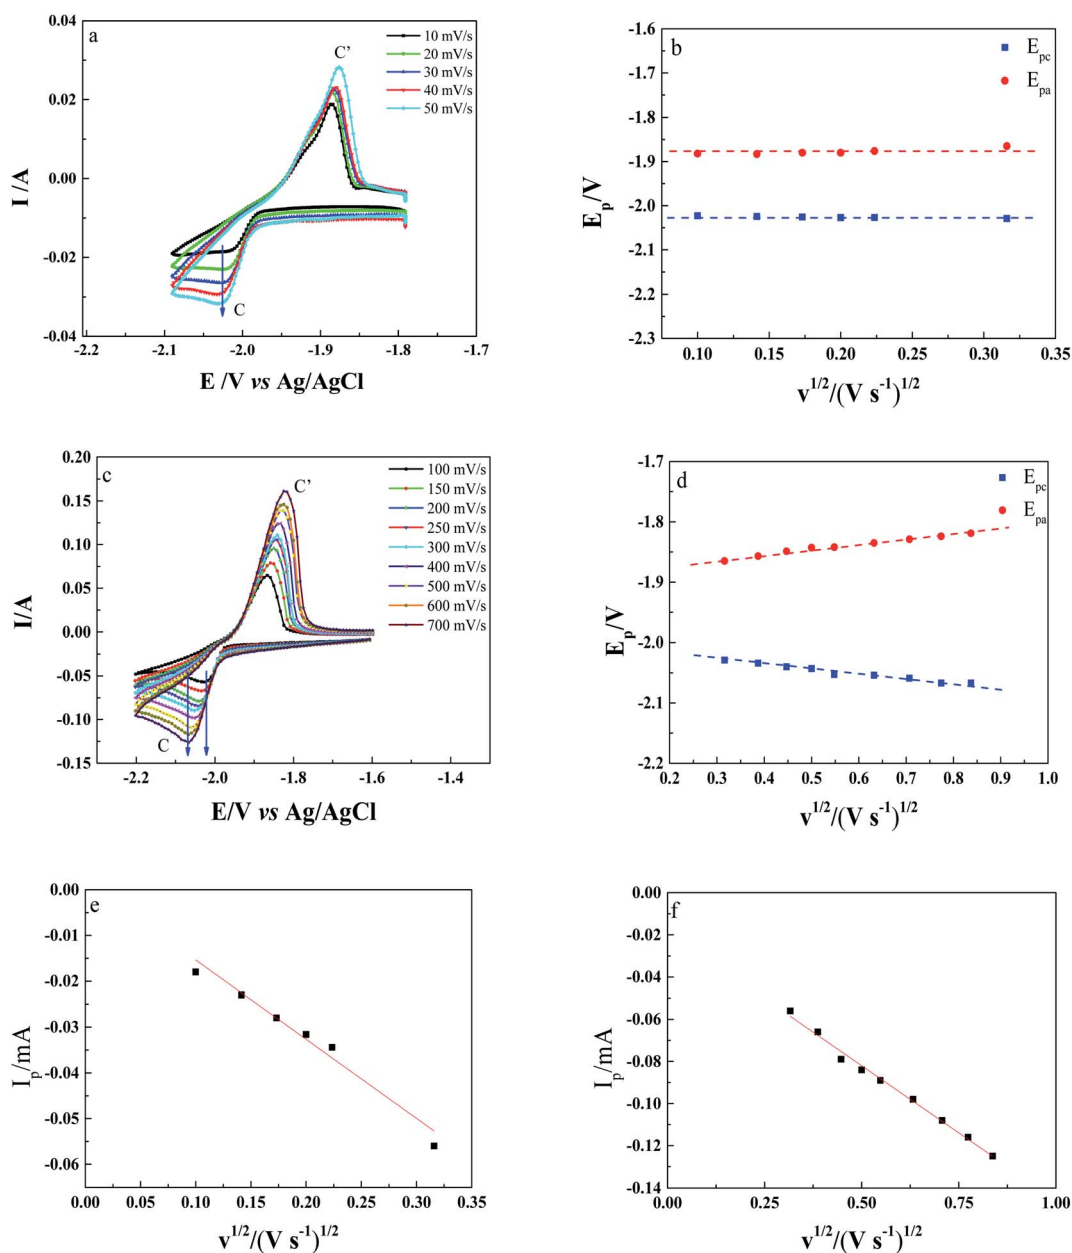 a
0.04
0.02
0.00
-0.02
-0.04
I /A
-2.2 -2.1 -2.0 -1.9 -1.8 -1.7
E /V vs Ag/AgCl
10 mV/s
20 mV/s
30 mV/s
40 mV/s
50 mV/s
C’
C
b
-1.6
-1.7
-1.8
-1.9
-2.0
-2.1
-2.2
-2.3
Ep/V
0.10 0.15 0.20 0.25 0.30 0.35
v1/2/(V s-1)1/2
Epc
Epa
c
0.20
0.15
0.10
0.05
0.00
-0.05
-0.10
-0.15
I/A
-2.2 -2.0 -1.8 -1.6 -1.4
E/V vs Ag/AgCl
100 mV/s
150 mV/s
200 mV/s
250 mV/s
300 mV/s
400 mV/s
500 mV/s
600 mV/s
700 mV/s
C’
C
d
-1.7
-1.8
-1.9
-2.0
-2.1
-2.2
Ep/V
0.2 0.3 0.4 0.5 0.6 0.7 0.8 0.9 1.0
v1/2/(V s-1)1/2
Epc
Epa
e
0.00
-0.01
-0.02
-0.03
-0.04
-0.05
-0.06
Ip/mA
0.00 0.05 0.10 0.15 0.20 0.25 0.30 0.35
v1/2/(V s-1)1/2
f
0.00
-0.02
-0.04
-0.06
-0.08
-0.10
-0.12
-0.14
Ip/mA
0.00 0.25 0.50 0.75 1.00
v1/2/(V s-1)1/2